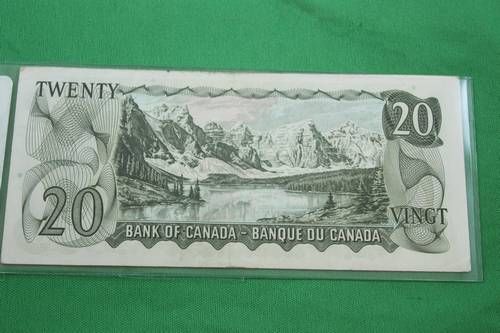 TWENTY
20
20
VINGT
BANK OF CANADA - BANQUE DU CANADA